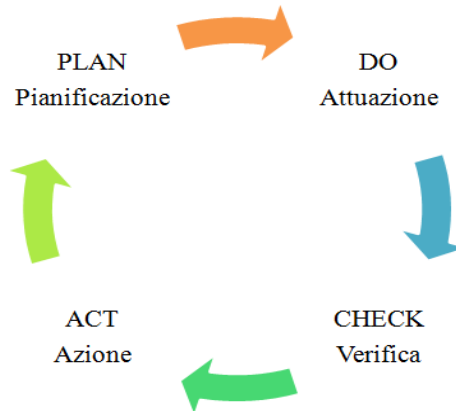 PLAN
Pianificazione
DO
Attuazione
CHECK
Verifica
ACT
Azione